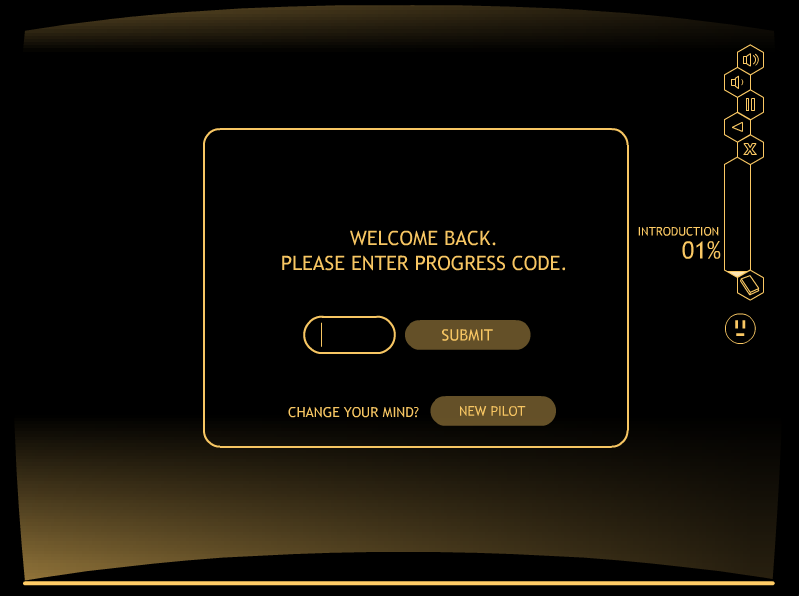 WELCOME BACK.
PLEASE ENTER PROGRESS CODE.
SUBMIT
CHANGE YOUR MIND?
NEW PILOT
INTRODUCTION
01%
X